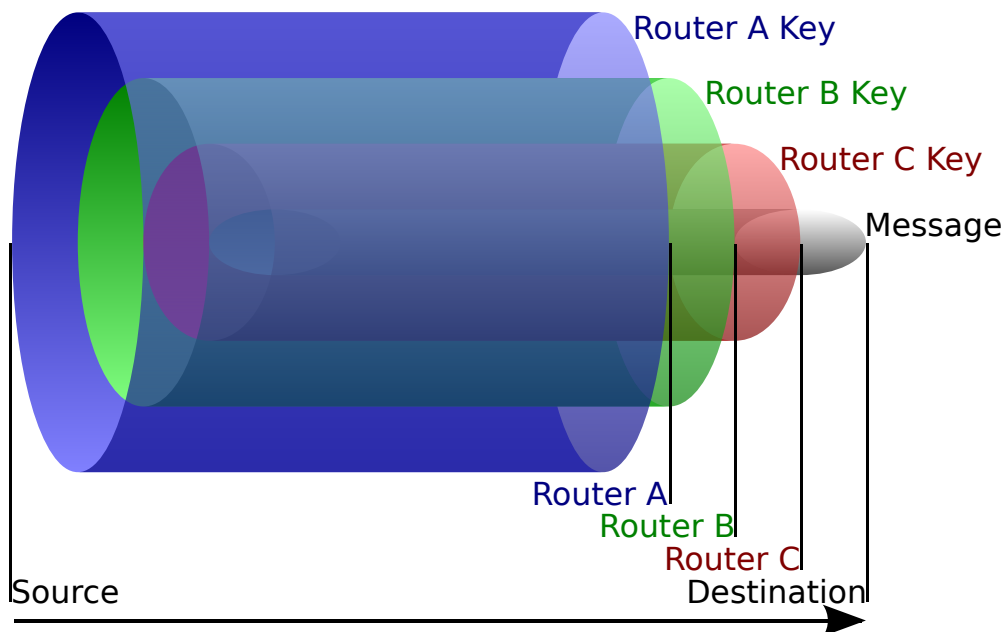 Router A Key
Router B Key
Router C Key
Message
Router A
Router B
Router C
Source
Destination